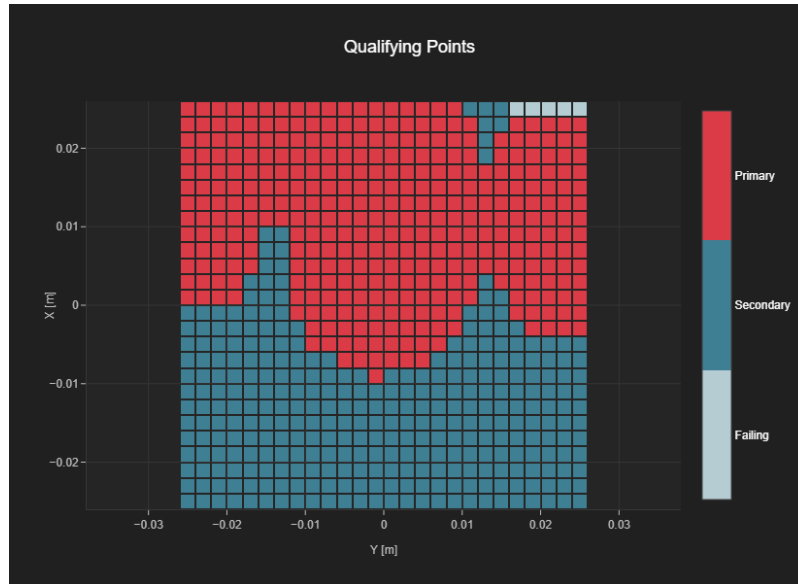 Qualifying Points
Primary
Secondary
Failing
0.02
0.01
0
−0.01
−0.02
X [m]
−0.03
−0.02
−0.01
0
0.01
0.02
0.03
Y [m]